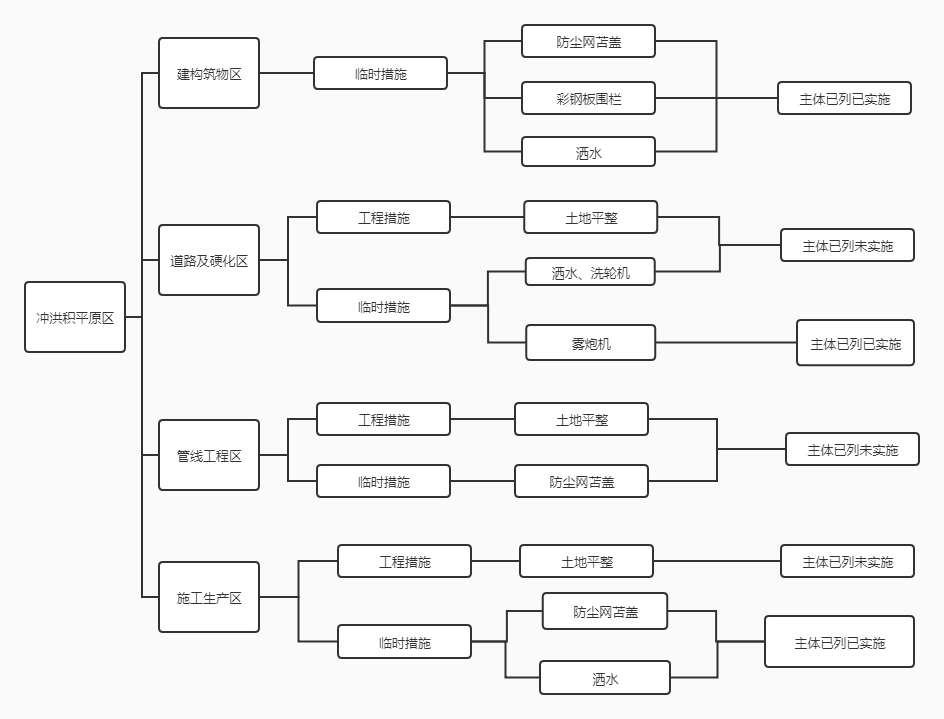 冲洪积平原区
建构筑物区
临时措施
防尘网苫盖
彩钢板围栏
洒水
主体已列已实施
道路及硬化区
工程措施
土地平整
主体已列未实施
临时措施
洒水、洗轮机
雾炮机
主体已列已实施
管线工程区
工程措施
土地平整
临时措施
防尘网苫盖
主体已列未实施
施工生产区
工程措施
土地平整
主体已列未实施
临时措施
防尘网苫盖
洒水
主体已列已实施